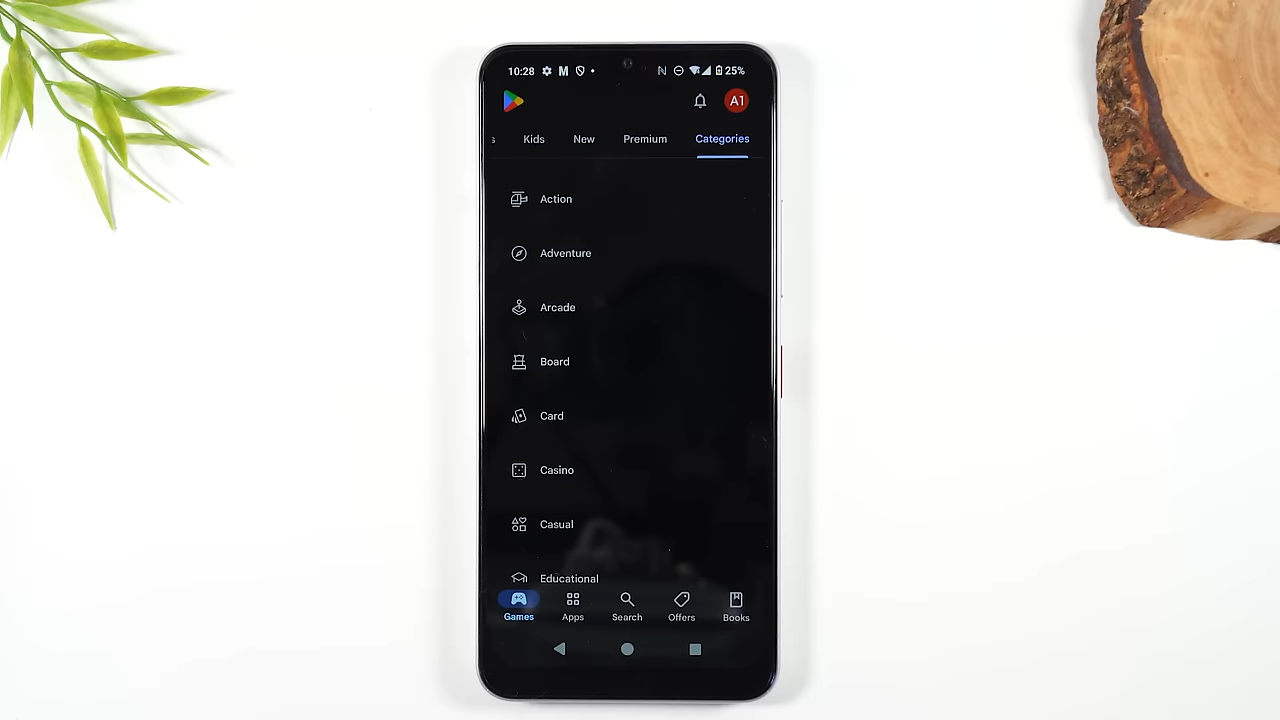 10:28 M 25%
A1
s Kids New Premium Categories
Action
Adventure
Arcade
Board
Card
Casino
Casual
Educational
Games Apps Search Offers Books